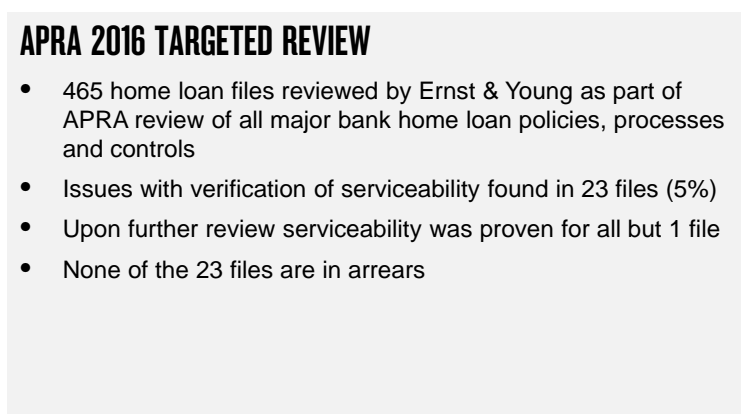 APRA 2016 TARGETED REVIEW
• 465 home loan files reviewed by Ernst & Young as part of
APRA review of all major bank home loan policies, processes
and controls
• Issues with verification of serviceability found in 23 files (5%)
• Upon further review serviceability was proven for all but 1 file
• None of the 23 files are in arrears